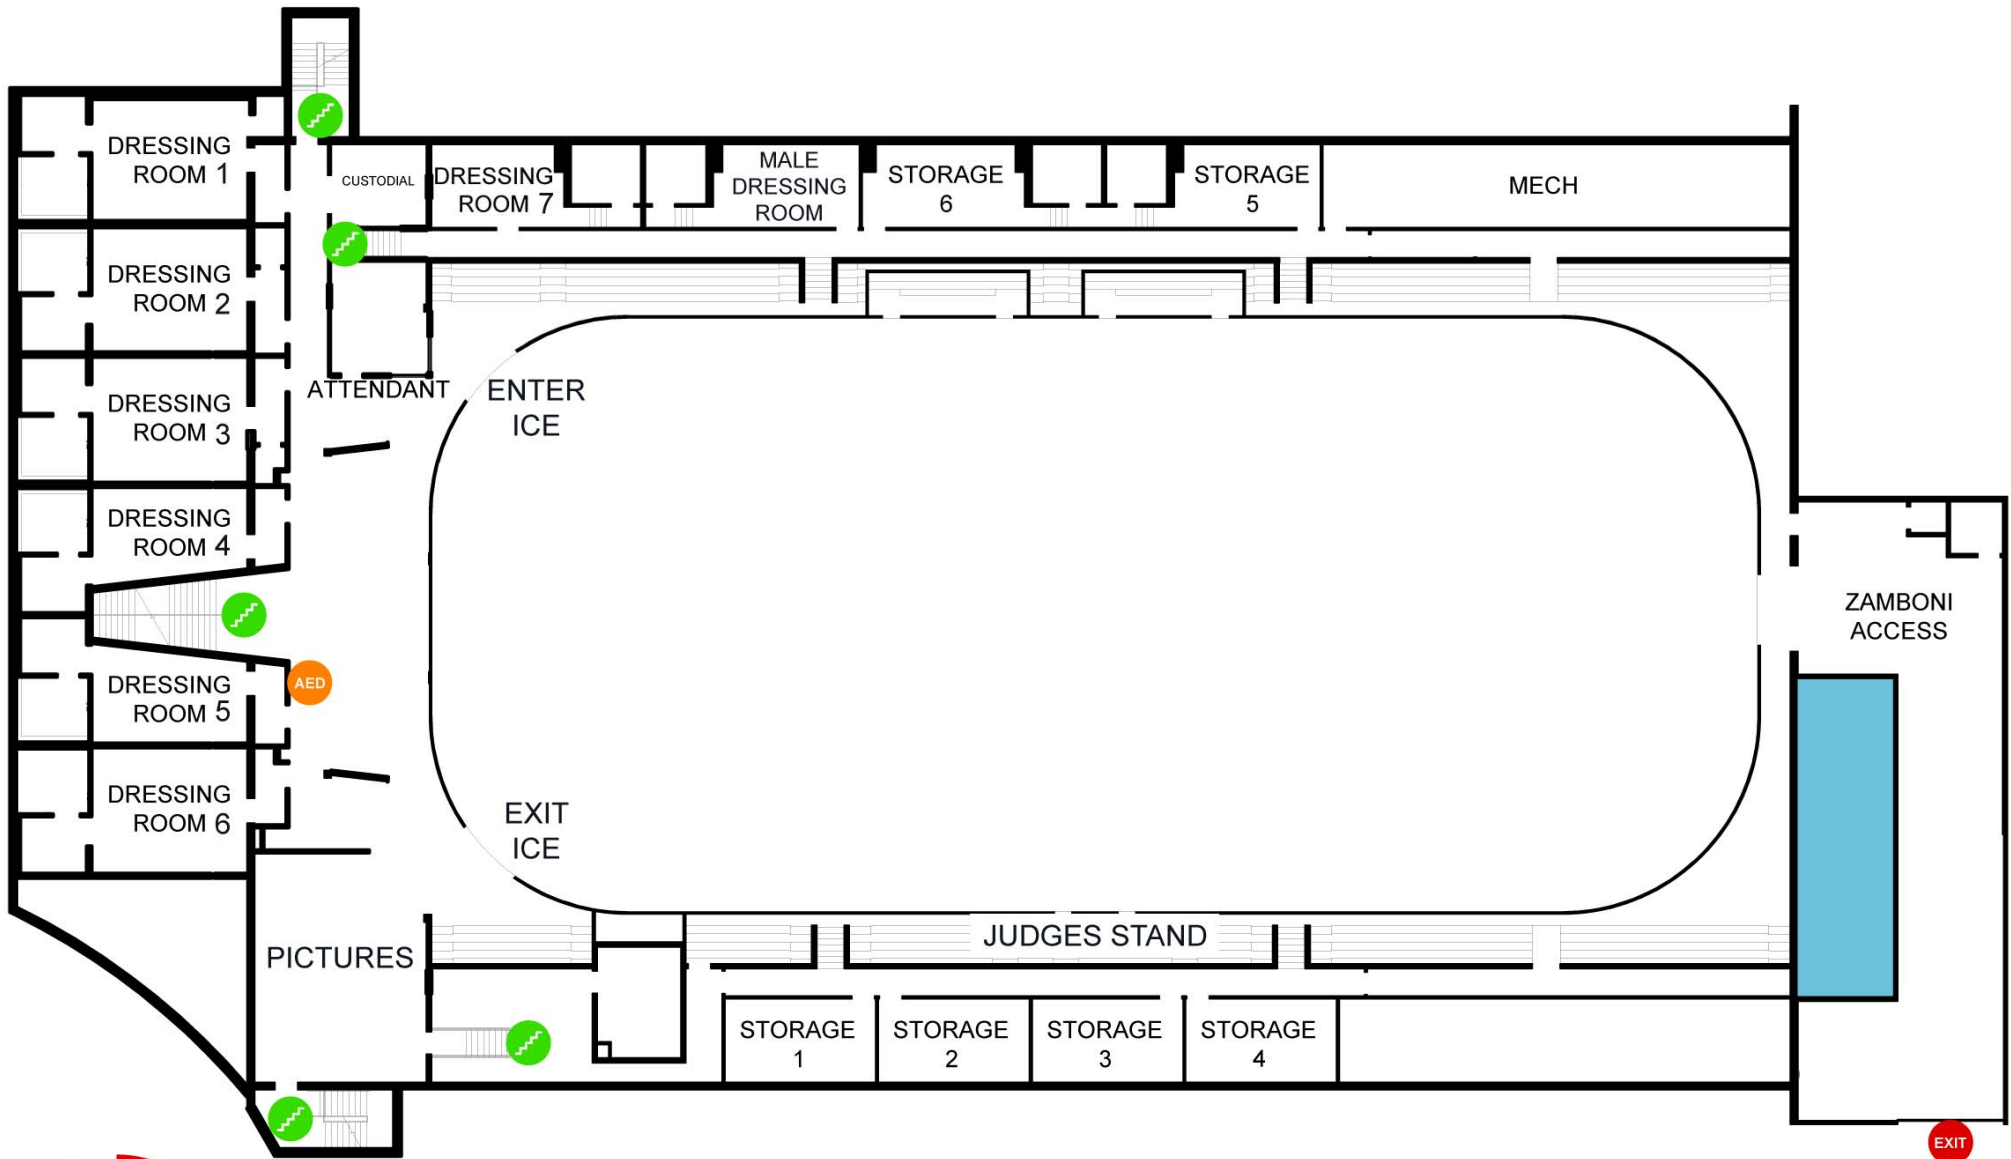 DRESSING
ROOM 1
CUSTODIAL
DRESSING
ROOM 7
MALE
DRESSING
ROOM
STORAGE
6
STORAGE
5
MECH
DRESSING
ROOM 2
DRESSING
ROOM 3
ATTENDANT
ENTER
ICE
DRESSING
ROOM 4
ZAMBONI
ACCESS
AED
DRESSING
ROOM 5
DRESSING
ROOM 6
EXIT
ICE
PICTURES
JUDGES STAND
STORAGE
1
STORAGE
2
STORAGE
3
STORAGE
4
EXIT